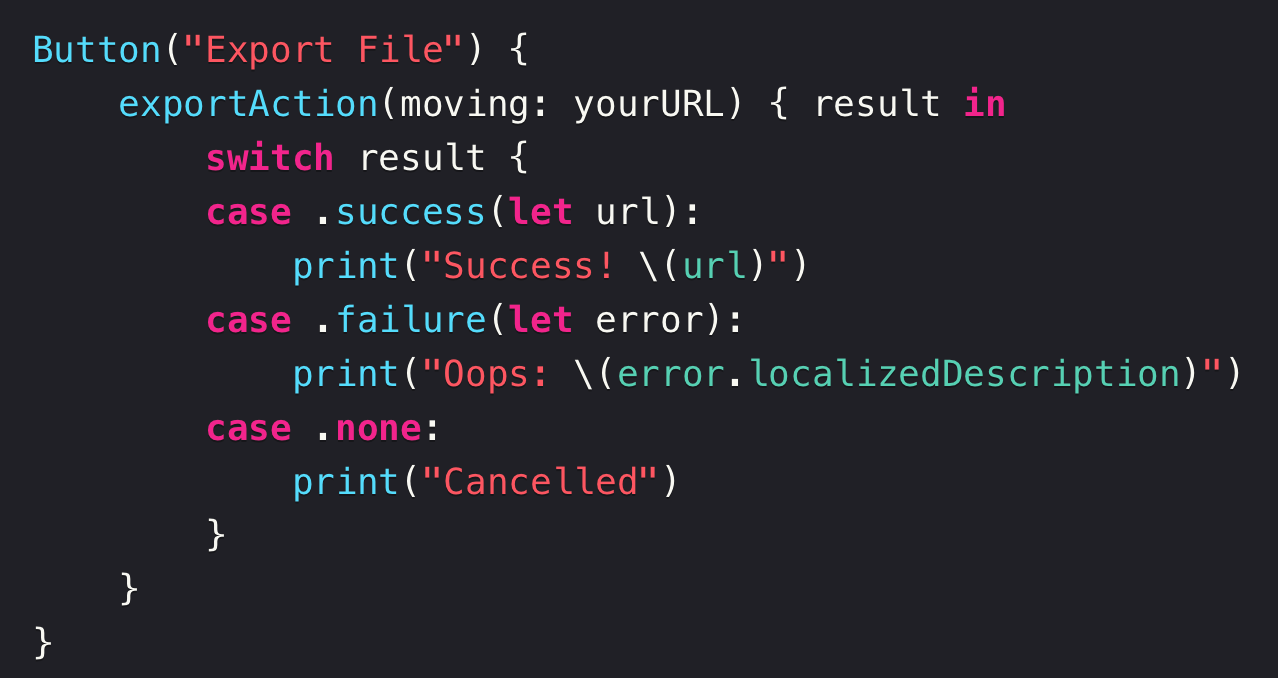 Button("Export File") {
    exportAction(moving: yourURL) { result in
        switch result {
        case .success(let url):
            print("Success! \(url)")
        case .failure(let error):
            print("Oops: \(error.localizedDescription)")
        case .none:
            print("Cancelled")
        }
    }
}